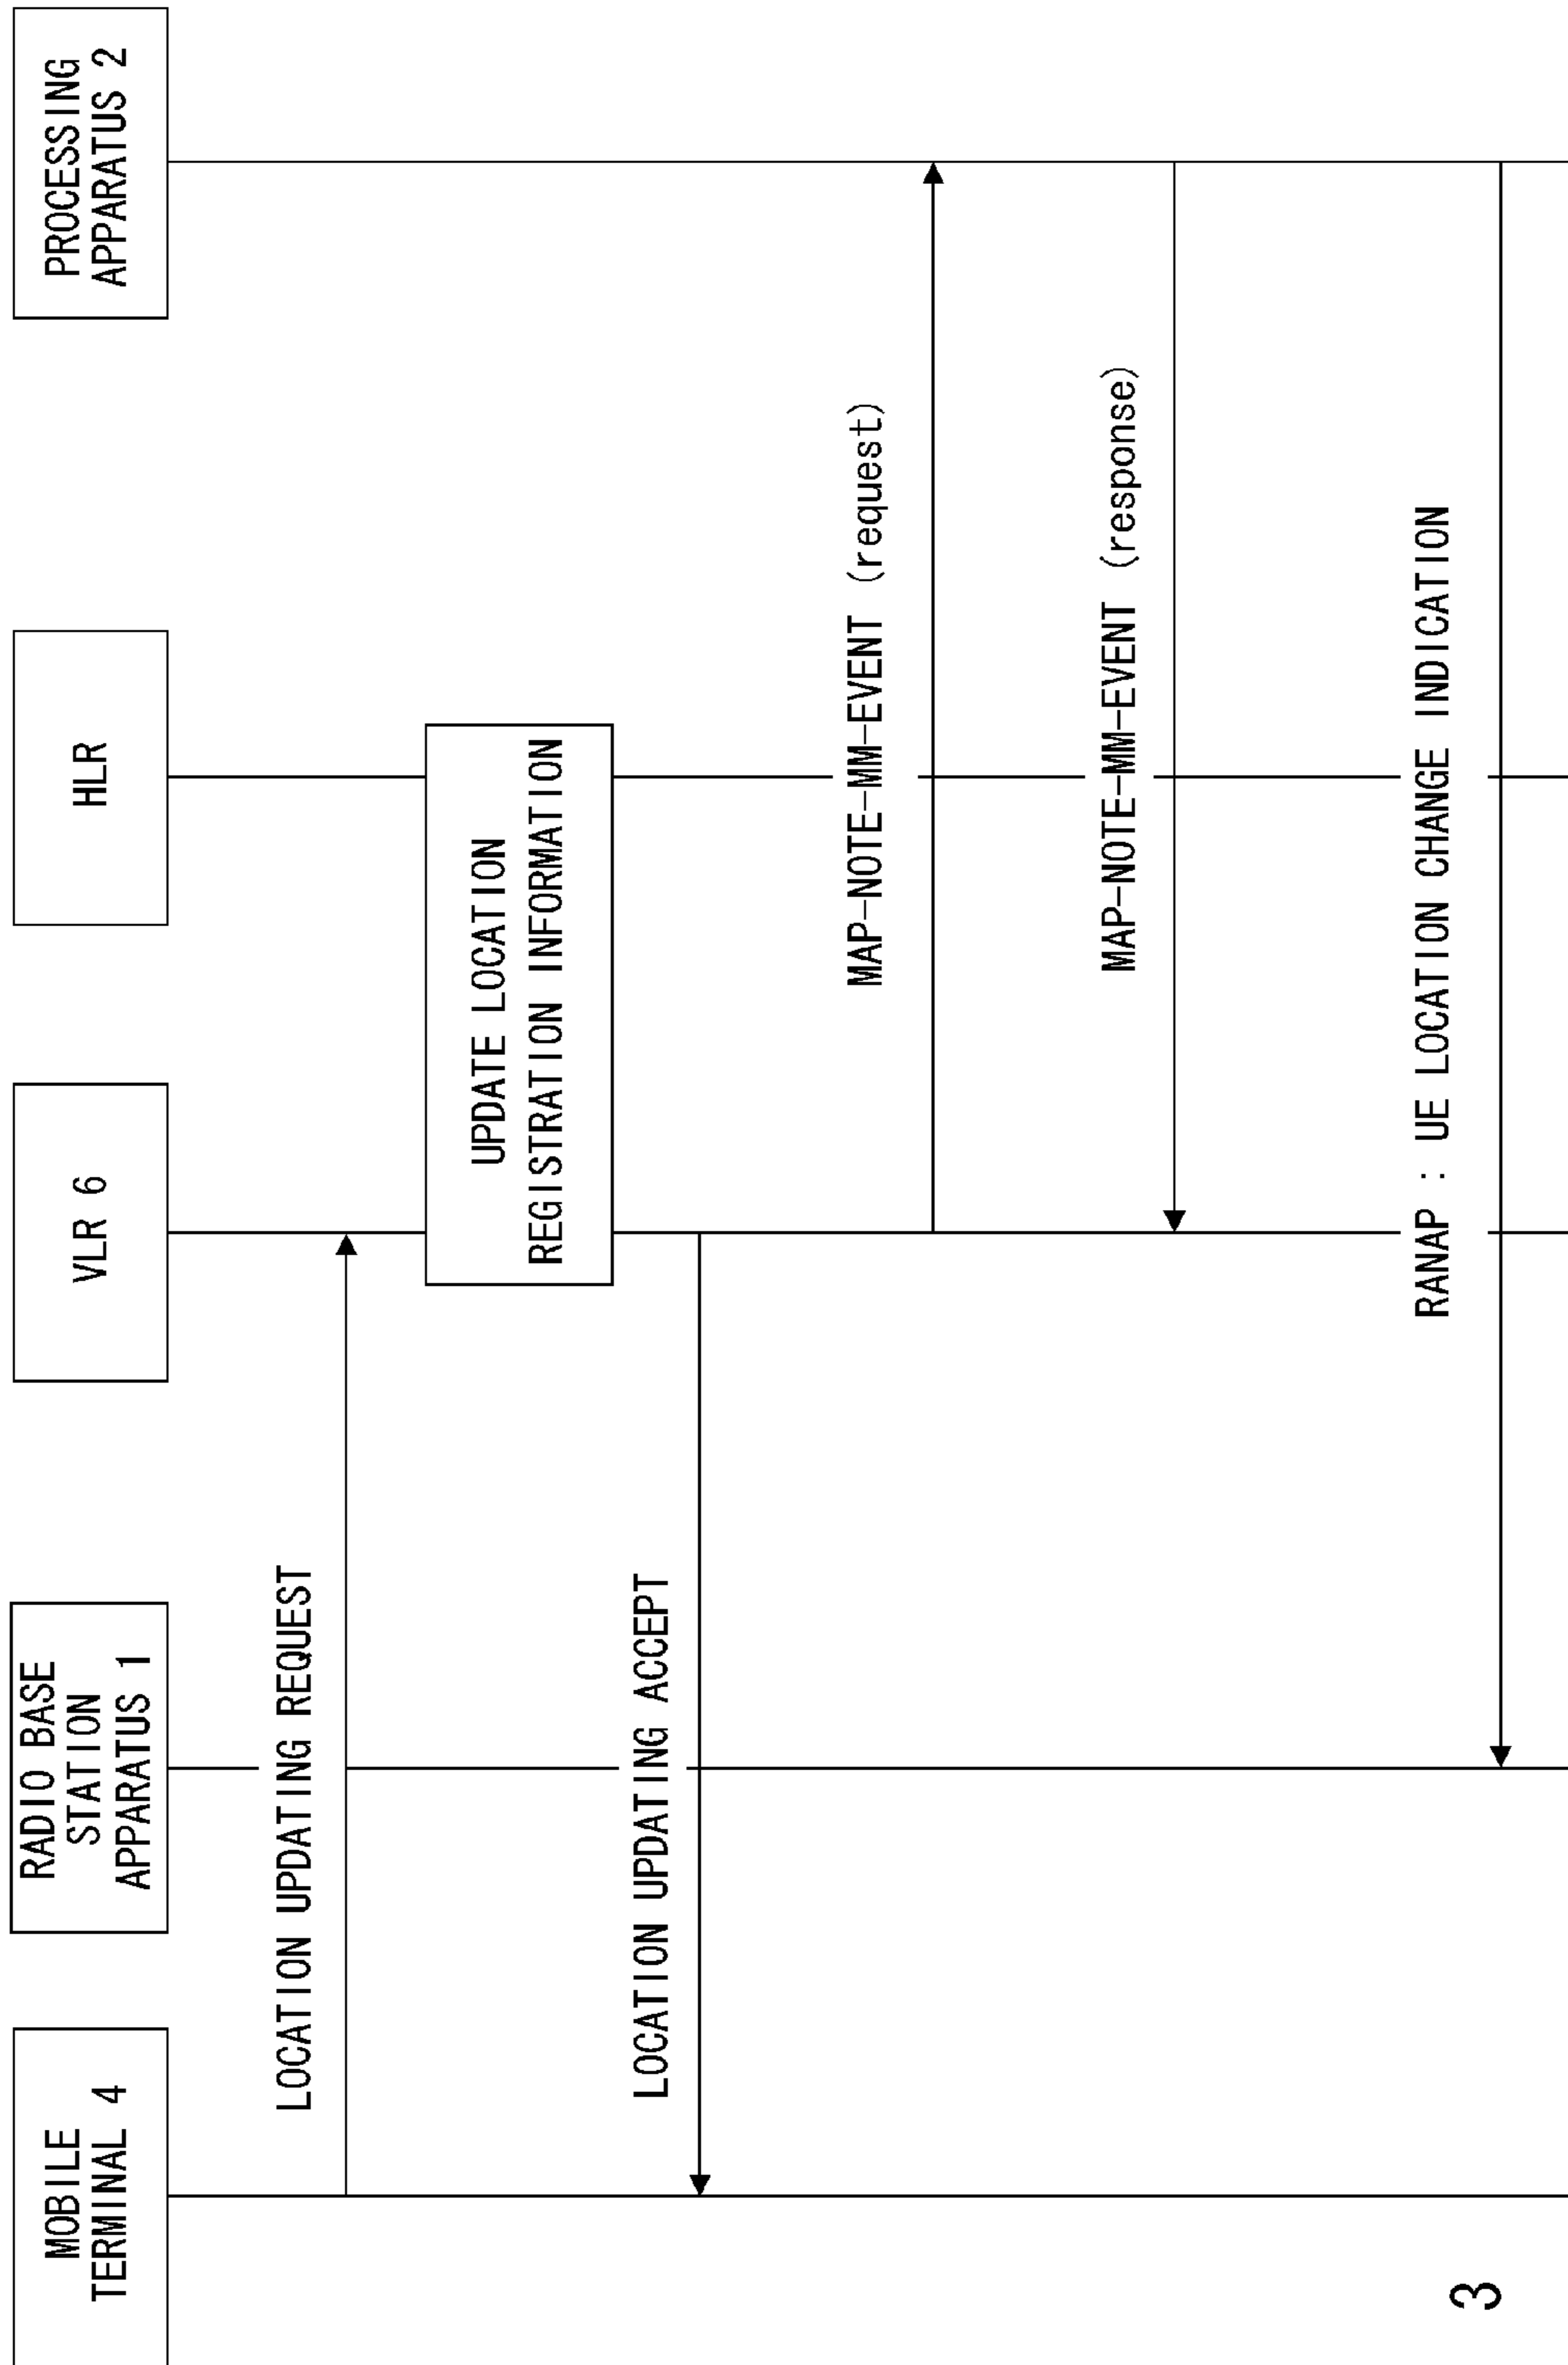 MOBILE
TERMINAL 4
RADIO BASE
STATION
APPARATUS 1
VLR 6
HLR
PROCESSING
APPARATUS 2
LOCATION UPDATING REQUEST
UPDATE LOCATION
REGISTRATION INFORMATION
LOCATION UPDATING ACCEPT
MAP-NOTE-MM-EVENT (request)
MAP-NOTE-MM-EVENT (response)
RANAP : UE LOCATION CHANGE INDICATION
3